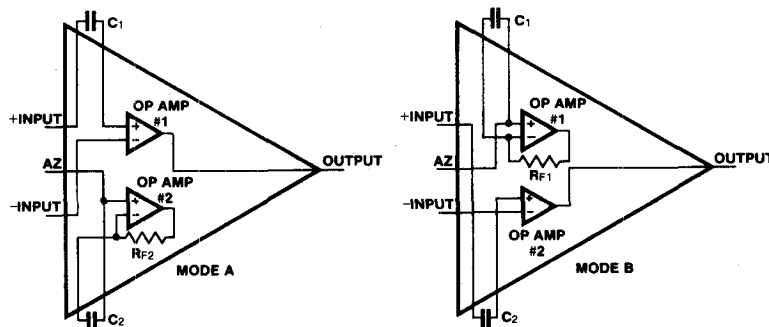 C1
OP AMP
#1
+INPUT
AZ
-INPUT
OUTPUT
OP AMP
#2
RF2
MODE A
C2
C1
OP AMP
#1
+INPUT
AZ
-INPUT
OUTPUT
RF1
OP AMP
#2
MODE B
C2